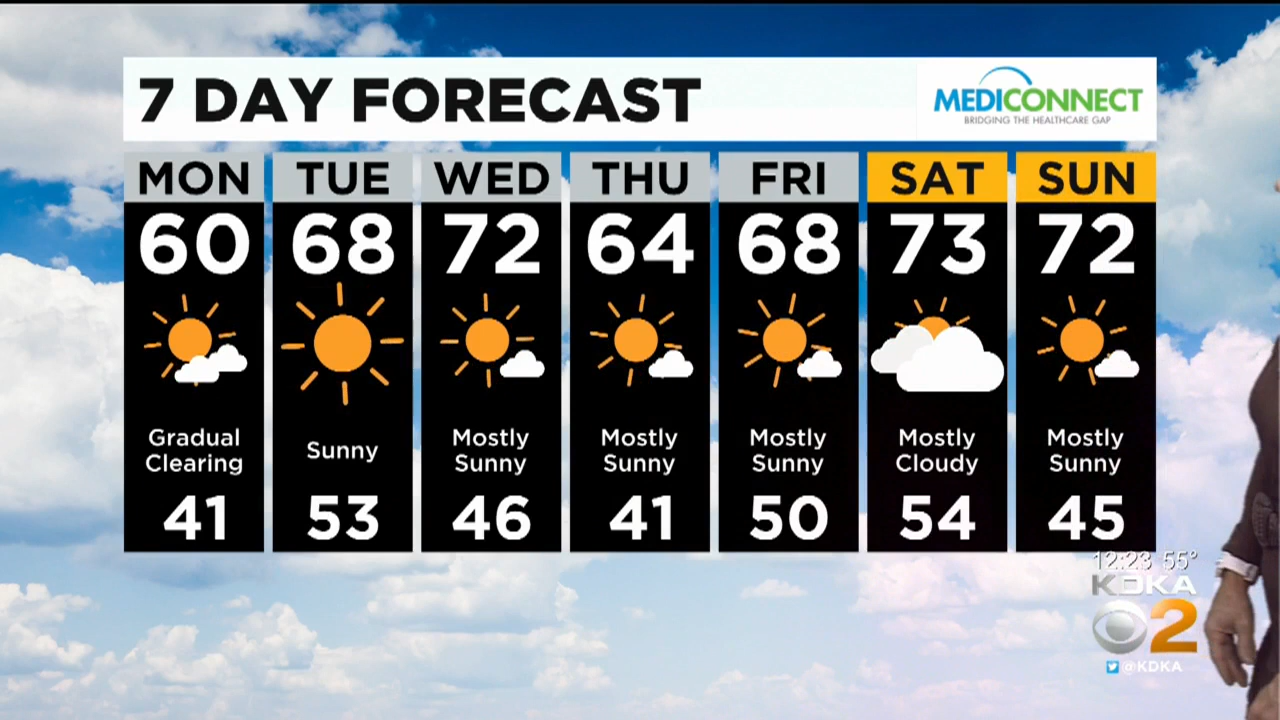 7 DAY FORECAST
MEDICONNECT
BRIDGING THE HEALTHCARE GAP
MON TUE WED THU FRI SAT SUN
60 68 72 64 68 73 72
Gradual Clearing
Sunny
Mostly Sunny
Mostly Sunny
Mostly Sunny
Mostly Cloudy
Mostly Sunny
41 53 46 41 50 54 45
12:23 55°
KDKA
2
@KDKA